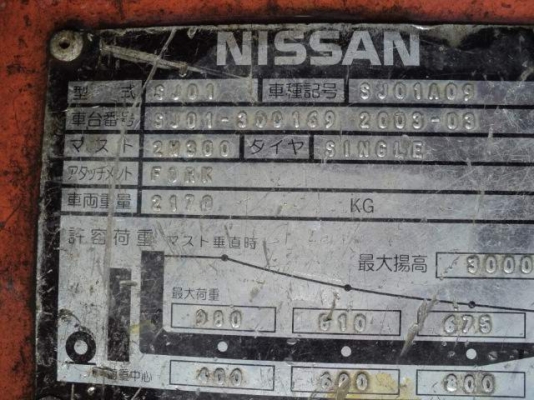 NISSAN
型式 SJ01 車種記号 SJ01A09
車台番号 SJ01-300169 2003-03
マスト 2M300 タイヤ SINGLE
アタッチメント FORK
車両重量 2170 KG
許容荷重 マスト垂直時
最大揚高 3000
最大荷重
980 810 675
荷重中心 600 800